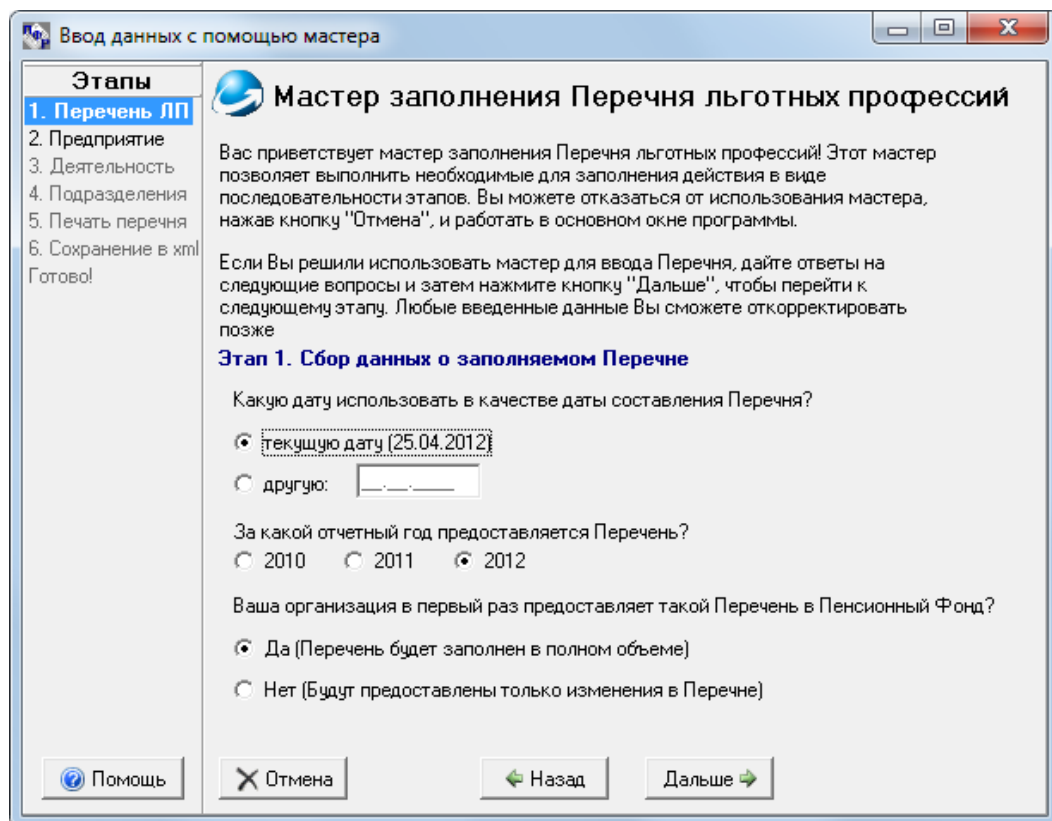 Ввод данных с помощью мастера
Этапы
1. Перечень ЛП
2. Предприятие
3. Деятельность
4. Подразделения
5. Печать перечня
6. Сохранение в xml
Готово!
Мастер заполнения Перечня льготных профессий
Вас приветствует мастер заполнения Перечня льготных профессий! Этот мастер
позволяет выполнить необходимые для заполнения действия в виде
последовательности этапов. Вы можете отказаться от использования мастера,
нажав кнопку "Отмена", и работать в основном окне программы.
Если Вы решили использовать мастер для ввода Перечня, дайте ответы на
следующие вопросы и затем нажмите кнопку "Дальше", чтобы перейти к
следующему этапу. Любые введенные данные Вы сможете откорректировать
позже
Этап 1. Сбор данных о заполняемом Перечне
Какую дату использовать в качестве даты составления Перечня?
текущую дату (25.04.2012)
другую: __.__.____
За какой отчетный год предоставляется Перечень?
2010 2011 2012
Ваша организация в первый раз предоставляет такой Перечень в Пенсионный Фонд?
Да (Перечень будет заполнен в полном объеме)
Нет (Будут предоставлены только изменения в Перечне)
Помощь Отмена Назад Дальше